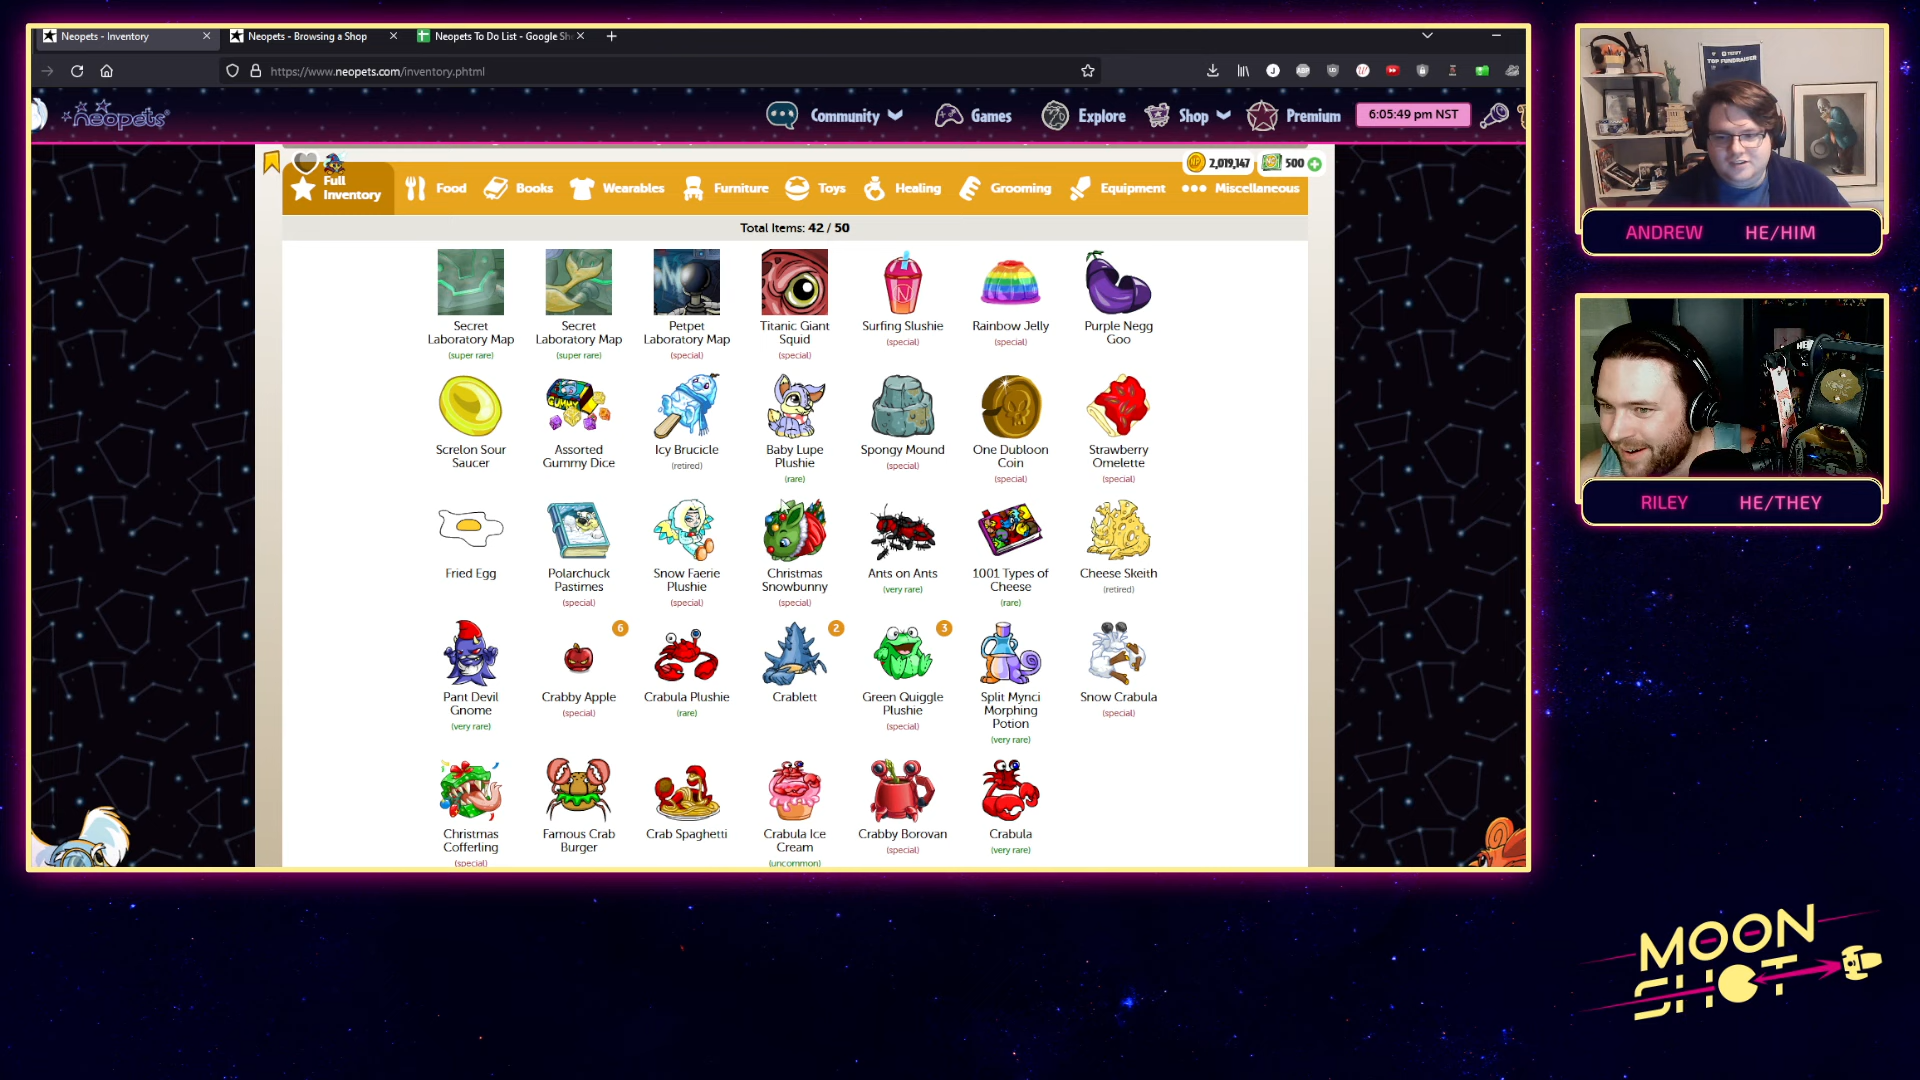 Neopets - Inventory
Neopets - Browsing a Shop
Neopets To Do List - Google She
https://www.neopets.com/inventory.phtml
neopets
Community
Games
Explore
Shop
Premium
6:05:49 pm NST
2,019,147
500
Full Inventory
Food
Books
Wearables
Furniture
Toys
Healing
Grooming
Equipment
Miscellaneous
Total Items: 42 / 50
Secret Laboratory Map
(super rare)
Secret Laboratory Map
(super rare)
Petpet Laboratory Map
(special)
Titanic Giant Squid
(special)
Surfing Slushie
(special)
Rainbow Jelly
(special)
Purple Negg Goo
Screlon Sour Saucer
Assorted Gummy Dice
Icy Brucicle
(retired)
Baby Lupe Plushie
(rare)
Spongy Mound
(special)
One Dubloon Coin
(special)
Strawberry Omelette
(special)
Fried Egg
Polarchuck Pastimes
(special)
Snow Faerie Plushie
(special)
Christmas Snowbunny
(special)
Ants on Ants
(very rare)
1001 Types of Cheese
(rare)
Cheese Skeith
(retired)
Pant Devil Gnome
(very rare)
6
Crabby Apple
(special)
Crabula Plushie
(rare)
2
Crablett
3
Green Quiggle Plushie
(special)
Split Mynci Morphing Potion
(very rare)
Snow Crabula
(special)
Christmas Cofferling
(special)
Famous Crab Burger
Crab Spaghetti
Crabula Ice Cream
(uncommon)
Crabby Borovan
(special)
Crabula
(very rare)
TOP FUNDRAISER
ANDREW HE/HIM
RILEY HE/THEY
MOON
SHOT